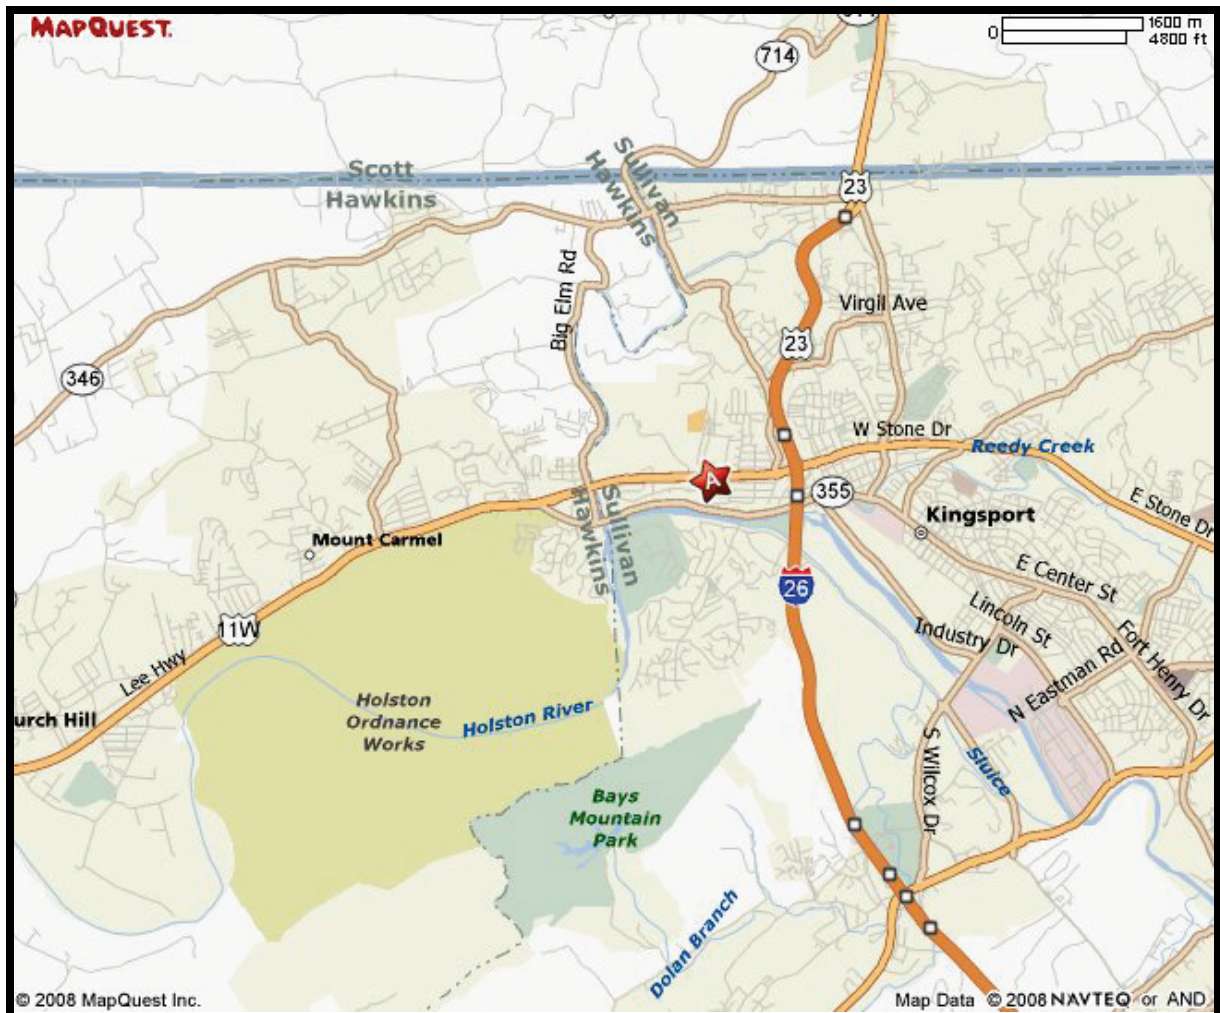 MAPQUEST.
0
1600 m
4800 ft
714
Scott
Hawkins
Sullivan
Hawkins
23
Big Elm Rd
Virgil Ave
23
346
W Stone Dr
Reedy Creek
A
355
E Stone Dr
Kingsport
Hawkins
Sullivan
Mount Carmel
26
E Center St
Lincoln St
Industry Dr
Fort Henry Dr
N Eastman Rd
11W
Lee Hwy
urch Hill
Holston
Ordnance
Works
Holston River
S Wilcox Dr
Sluice
Bays
Mountain
Park
Dolan Branch
© 2008 MapQuest Inc.
Map Data © 2008 NAVTEQ or AND